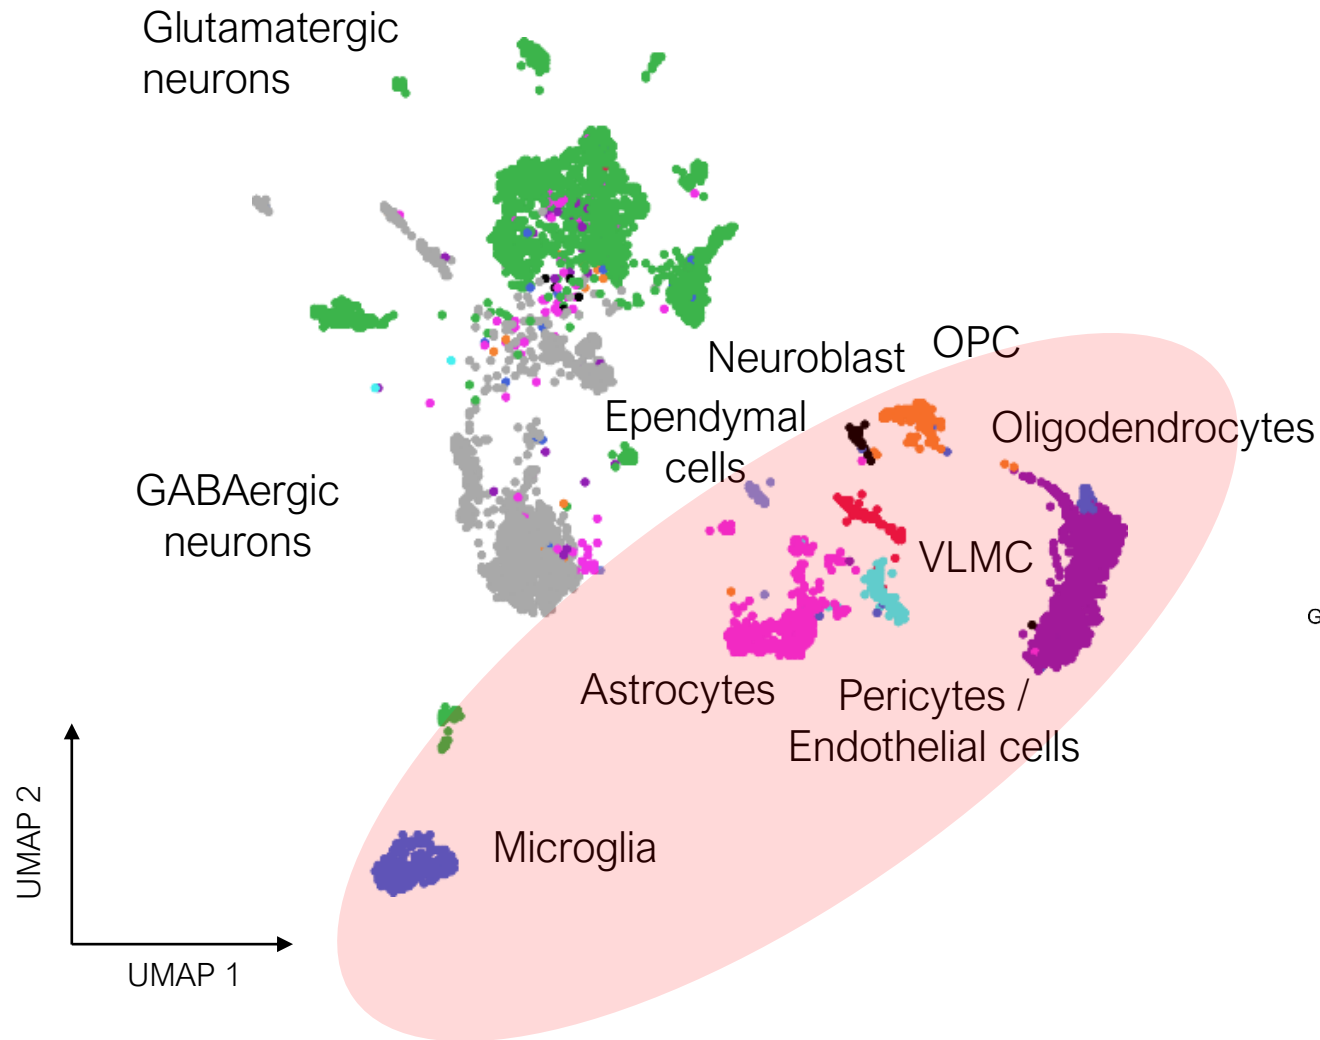 Glutamatergic
neurons
Neuroblast
OPC
Ependymal
cells
Oligodendrocytes
GABAergic
neurons
VLMC
G
Astrocytes
Pericytes /
Endothelial cells
Microglia
UMAP 2
UMAP 1